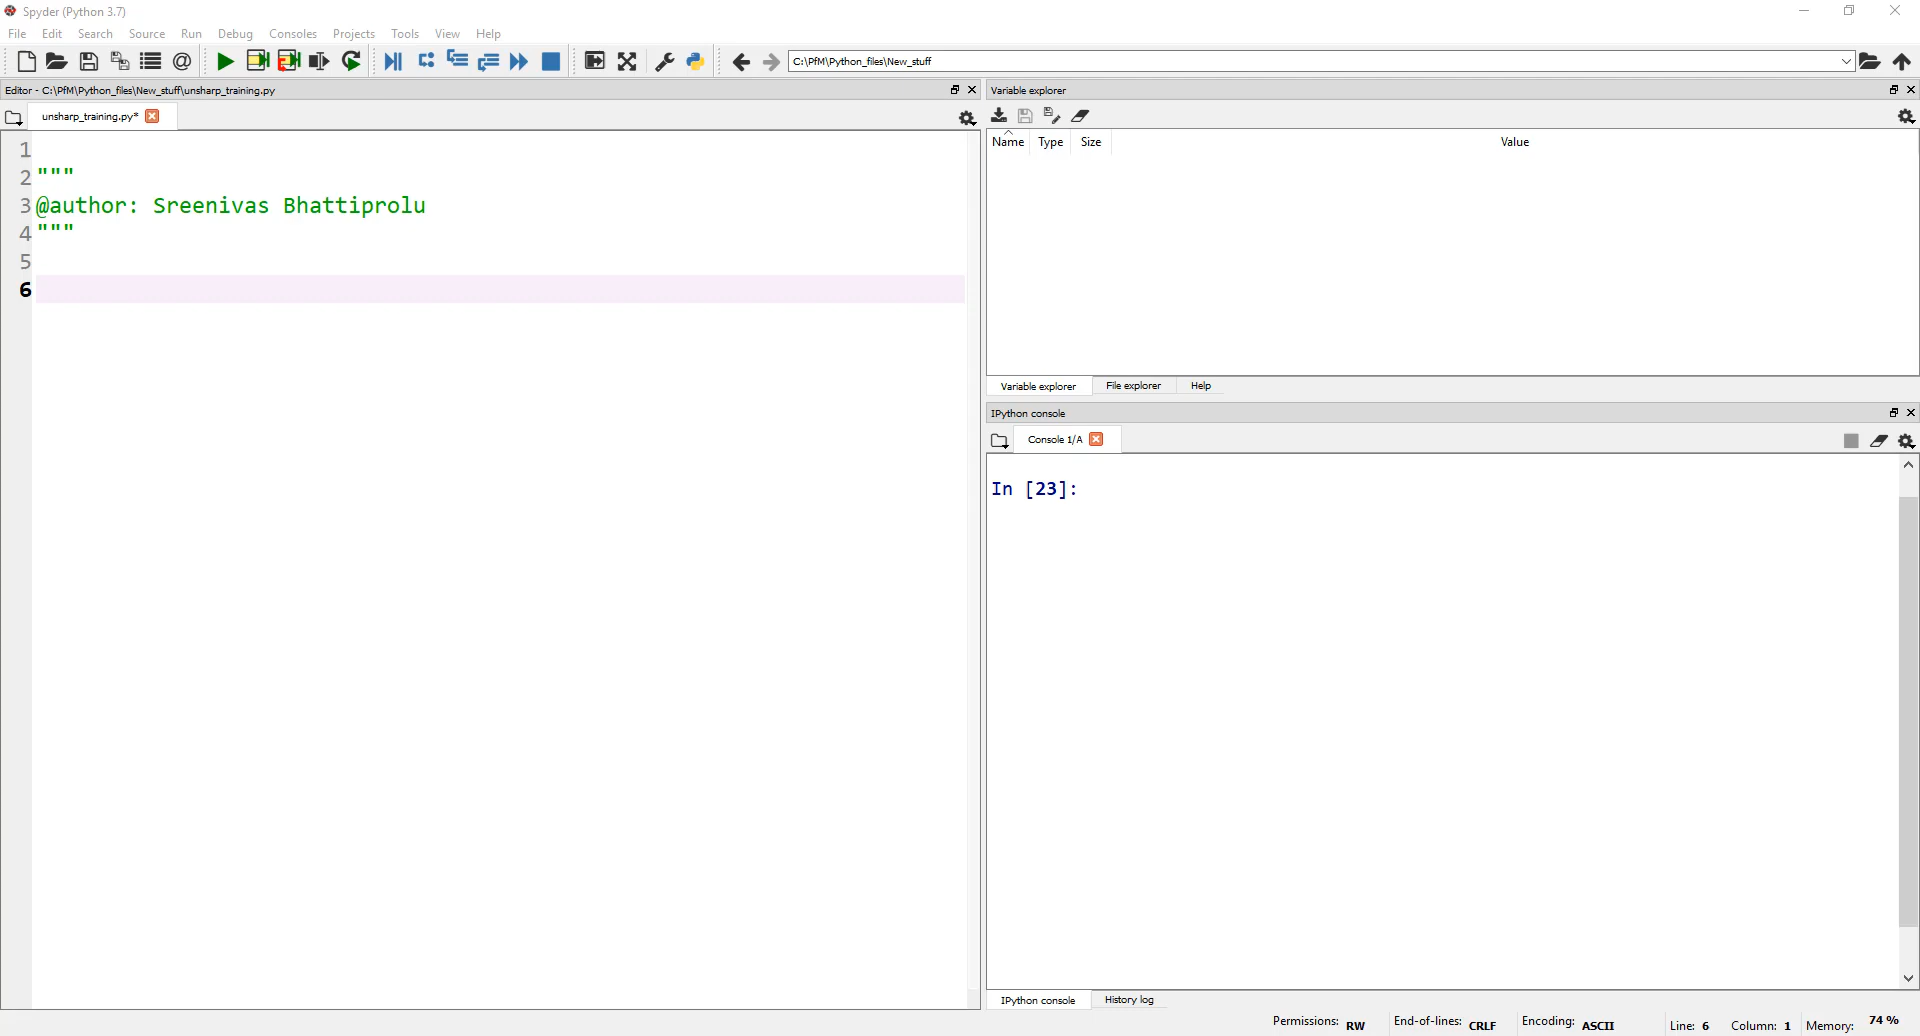 Spyder (Python 3.7)
File Edit Search Source Run Debug Consoles Projects Tools View Help
C:\PfM\Python_files\New_stuff
Editor - C:\PfM\Python_files\New_stuff\unsharp_training.py
unsharp_training.py*
1
2 """
3 @author: Sreenivas Bhattiprolu
4 """
5
6
Variable explorer
Name Type Size Value
Variable explorer File explorer Help
IPython console
Console 1/A
In [23]:
IPython console History log
Permissions: RW End-of-lines: CRLF Encoding: ASCII Line: 6 Column: 1 Memory: 74 %